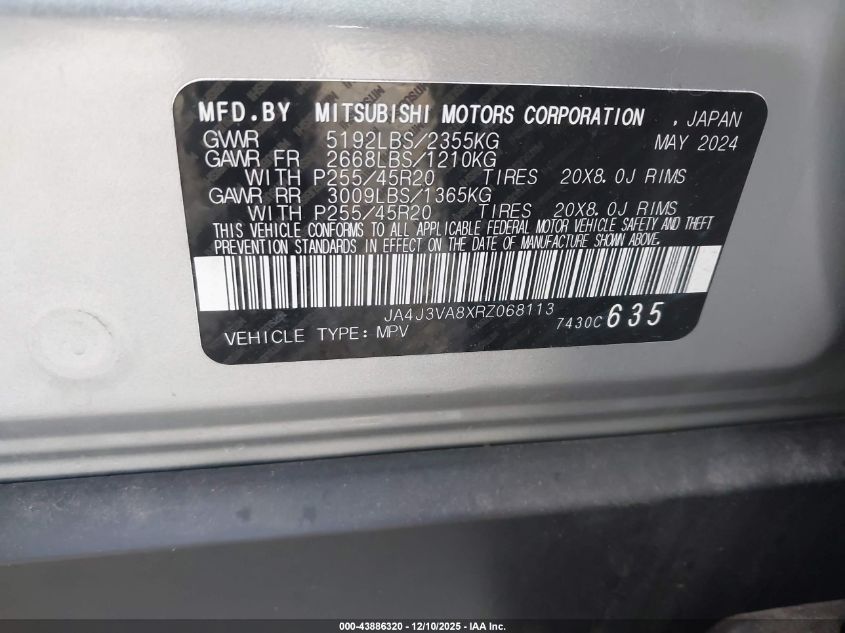 MFD.BY MITSUBISHI MOTORS CORPORATION , JAPAN
GVWR 5192LBS/2355KG MAY 2024
GAWR FR 2668LBS/1210KG
WITH P255/45R20 TIRES 20X8.0J RIMS
GAWR RR 3009LBS/1365KG
WITH P255/45R20 TIRES 20X8.0J RIMS
THIS VEHICLE CONFORMS TO ALL APPLICABLE FEDERAL MOTOR VEHICLE SAFETY AND THEFT
PREVENTION STANDARDS IN EFFECT ON THE DATE OF MANUFACTURE SHOWN ABOVE.
JA4J3VA8XRZ068113
VEHICLE TYPE: MPV 7430C 635
000-43886320 - 12/10/2025 - IAA Inc.